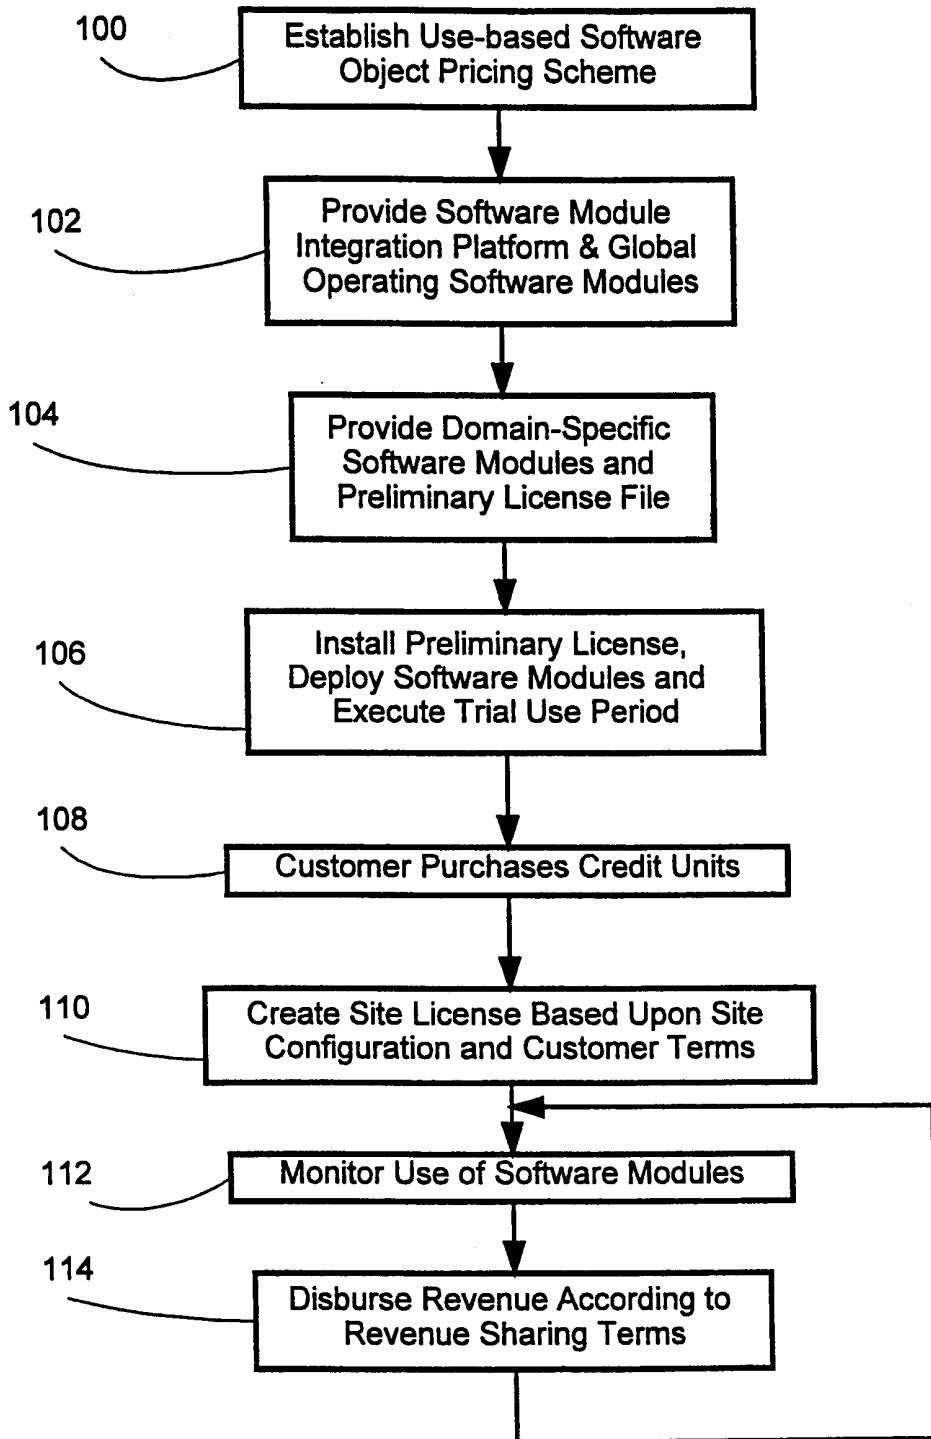 100
Establish Use-based Software
Object Pricing Scheme
102
Provide Software Module
Integration Platform & Global
Operating Software Modules
104
Provide Domain-Specific
Software Modules and
Preliminary License File
106
Install Preliminary License,
Deploy Software Modules and
Execute Trial Use Period
108
Customer Purchases Credit Units
110
Create Site License Based Upon Site
Configuration and Customer Terms
112
Monitor Use of Software Modules
114
Disburse Revenue According to
Revenue Sharing Terms